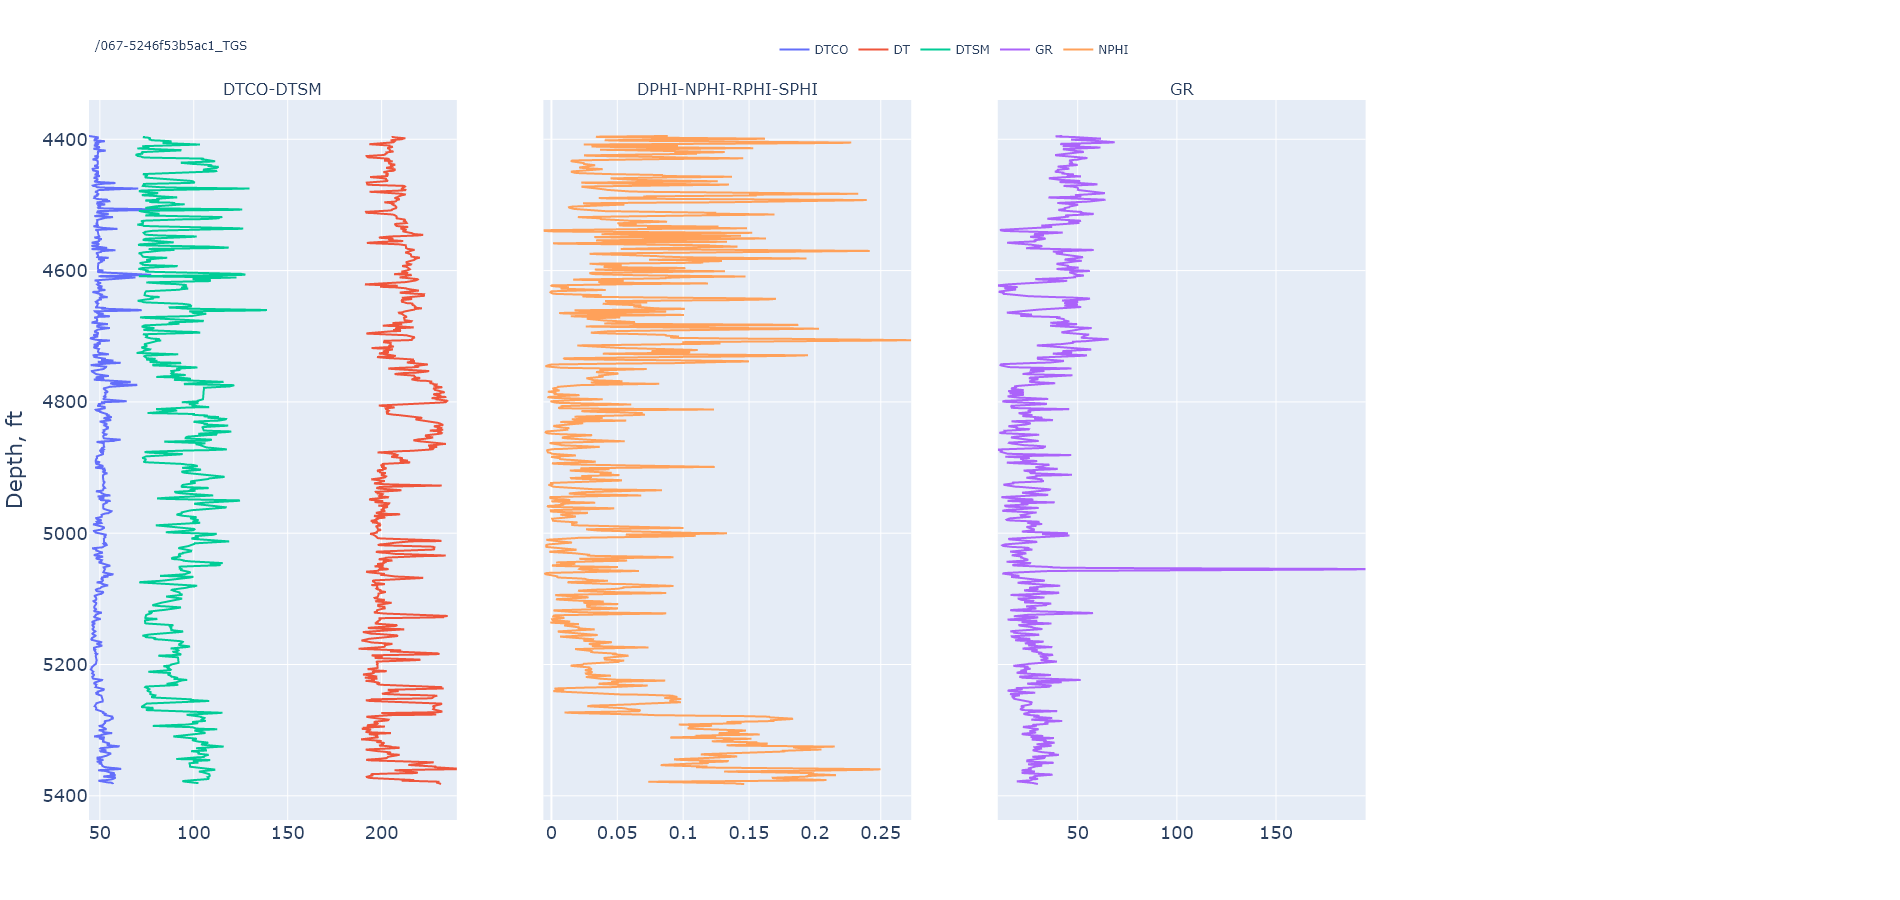 /067-5246f53b5ac1_TGS
DTCO DT DTSM GR NPHI
DTCO-DTSM DPHI-NPHI-RPHI-SPHI GR
Depth, ft
4400
4600
4800
5000
5200
5400
50 100 150 200 0 0.05 0.1 0.15 0.2 0.25 50 100 150